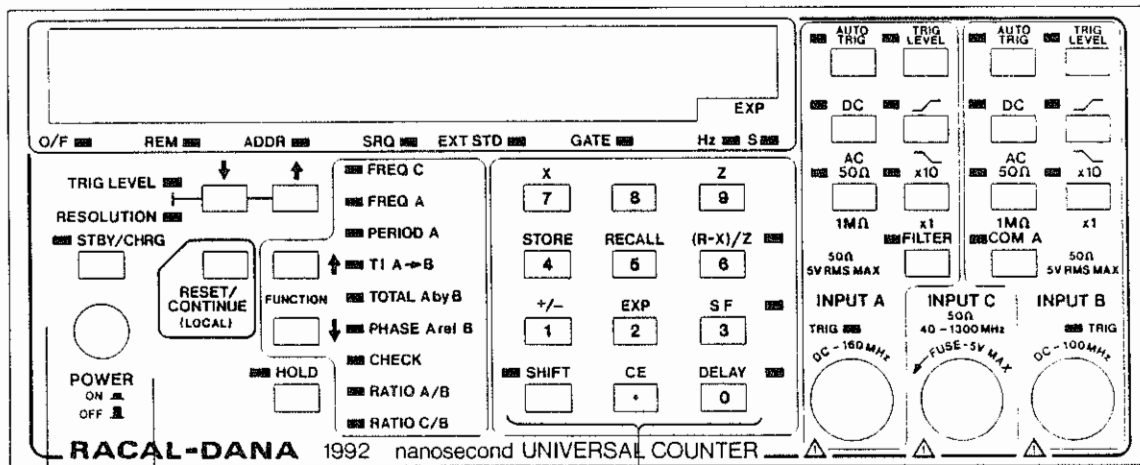 EXP
O/F REM ADDR SRQ EXT STD GATE Hz S
TRIG LEVEL
RESOLUTION
STBY/CHRG
RESET/
CONTINUE
(LOCAL)
FUNCTION
HOLD
POWER
ON
OFF
FREQ C
FREQ A
PERIOD A
T1 A→B
TOTAL A by B
PHASE A rel B
CHECK
RATIO A/B
RATIO C/B
X Z
7 8 9
STORE RECALL (R-X)/Z
4 5 6
+/− EXP SF
1 2 3
SHIFT CE DELAY
· 0
AUTO
TRIG
TRIG
LEVEL
DC
AC
50Ω
x10
1MΩ
x1
FILTER
50Ω
5V RMS MAX
INPUT A
TRIG
DC-160 MHz
INPUT C
50Ω
40-1300 MHz
FUSE-5V MAX
AUTO
TRIG
TRIG
LEVEL
DC
AC
50Ω
x10
1MΩ
x1
COM A
50Ω
5V RMS MAX
INPUT B
TRIG
DC-100 MHz
RACAL-DANA 1992 nanosecond UNIVERSAL COUNTER